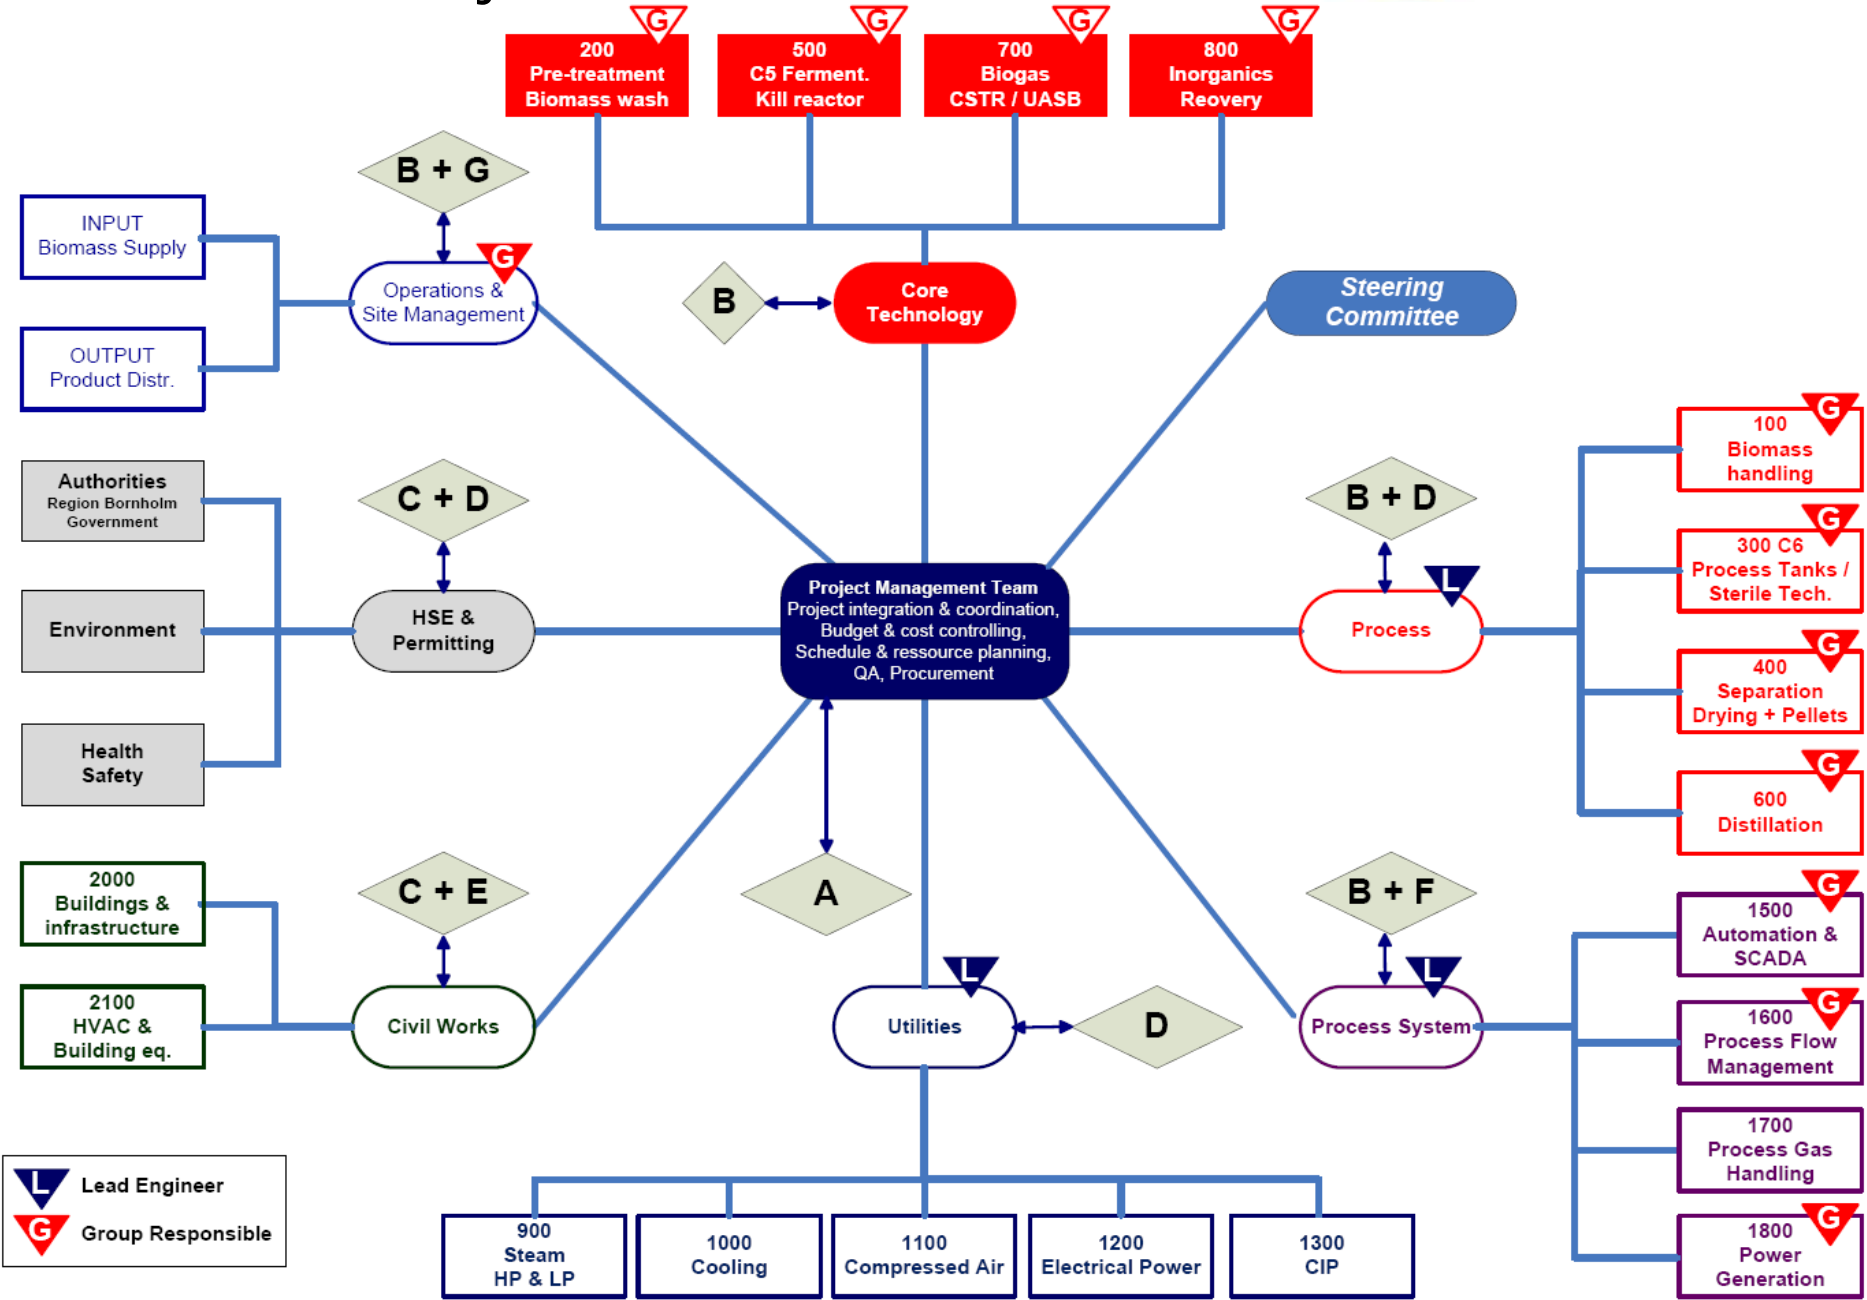 G
G
G
G
200
Pre-treatment
Biomass wash
500
C5 Ferment.
Kill reactor
700
Biogas
CSTR / UASB
800
Inorganics
Reovery
B + G
INPUT
Biomass Supply
OUTPUT
Product Distr.
G
Operations &
Site Management
B
Core
Technology
Steering
Committee
Authorities
Region Bornholm
Government
Environment
Health
Safety
C + D
HSE &
Permitting
Project Management Team
Project integration & coordination,
Budget & cost controlling,
Schedule & ressource planning,
QA, Procurement
B + D
L
Process
G
100
Biomass
handling
G
300 C6
Process Tanks /
Sterile Tech.
G
400
Separation
Drying + Pellets
G
600
Distillation
2000
Buildings &
infrastructure
2100
HVAC &
Building eq.
C + E
Civil Works
A
L
Utilities
D
B + F
L
Process System
G
1500
Automation &
SCADA
G
1600
Process Flow
Management
1700
Process Gas
Handling
G
1800
Power
Generation
L Lead Engineer
G Group Responsible
900
Steam
HP & LP
1000
Cooling
1100
Compressed Air
1200
Electrical Power
1300
CIP